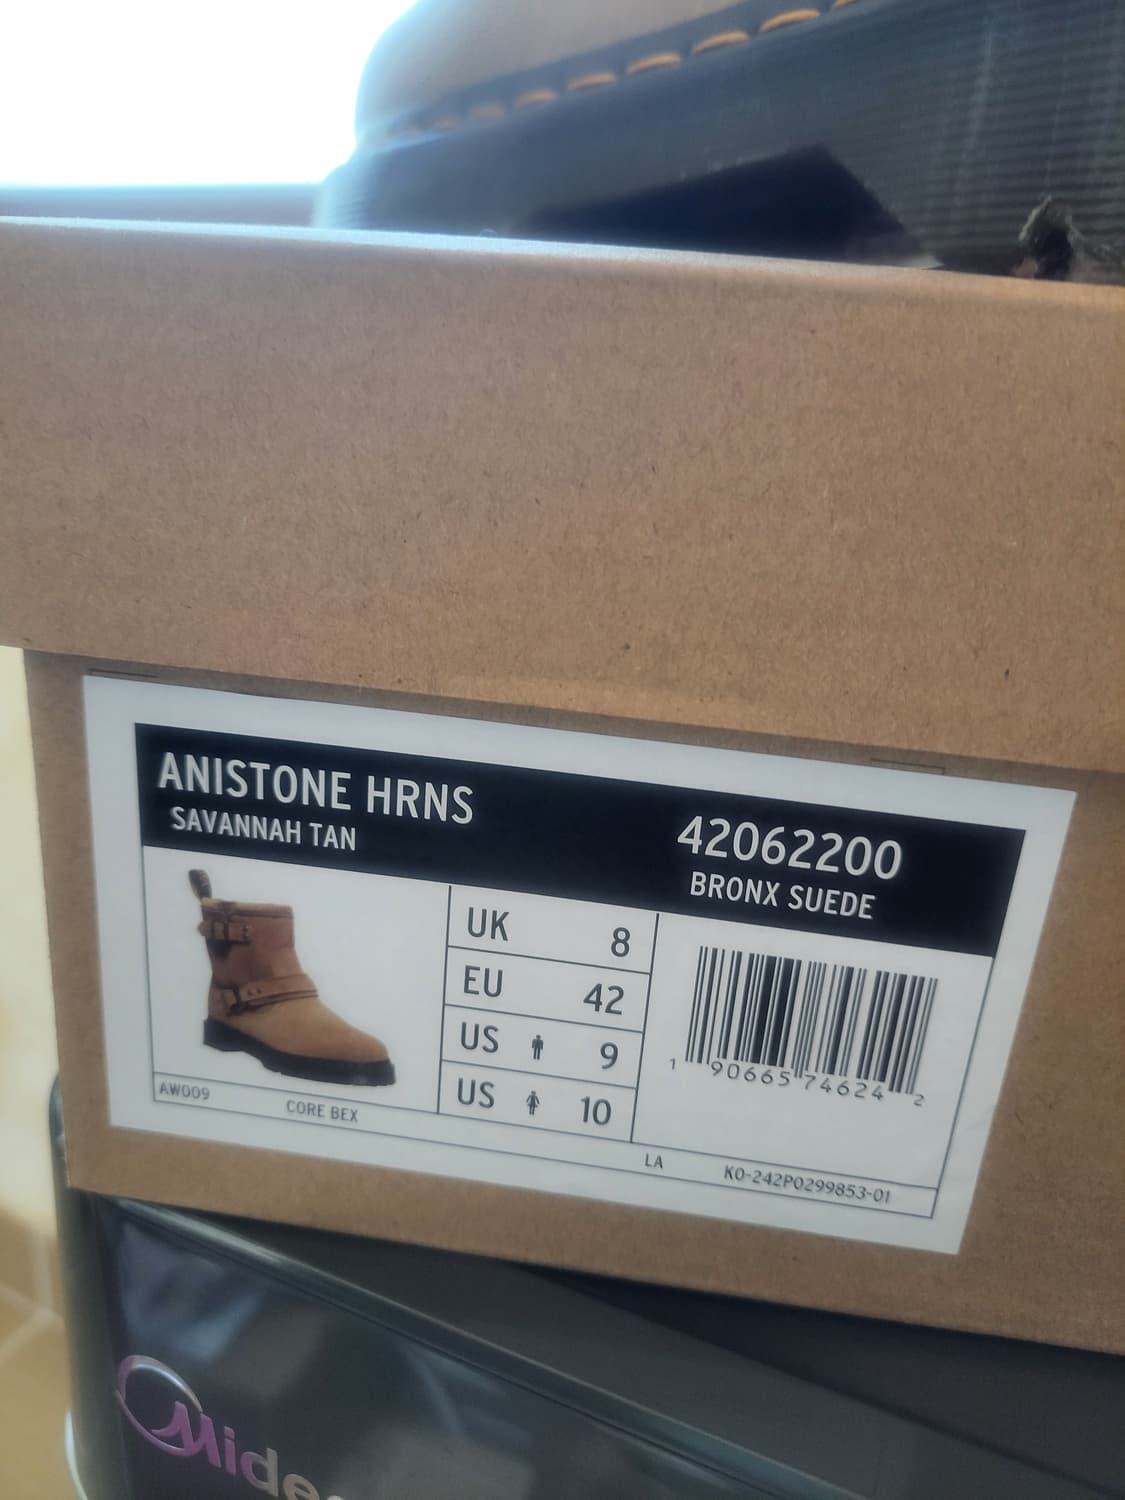 ANISTONE HRNS
SAVANNAH TAN
42062200
BRONX SUEDE
UK 8
EU 42
US 9
US 10
1 90665 74624 2
AW009
CORE BEX
LA
K0-242P0299853-01